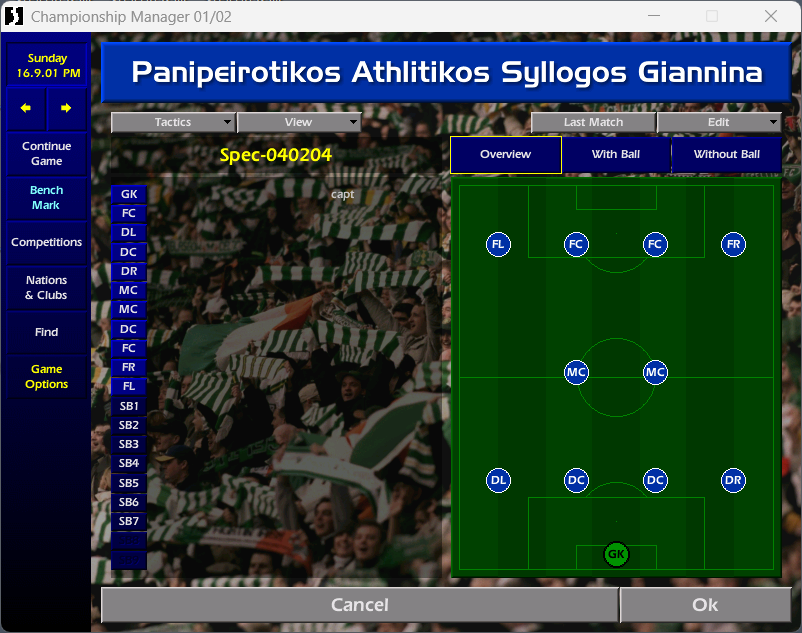 Championship Manager 01/02
Sunday
16.9.01 PM
Panipeirotikos Athlitikos Syllogos Giannina
Tactics
View
Last Match
Edit
Continue
Game
Bench
Mark
Competitions
Nations
& Clubs
Find
Game
Options
Spec-040204
Overview
With Ball
Without Ball
GK capt
FC
DL
DC
DR
MC
MC
DC
FC
FR
FL
SB1
SB2
SB3
SB4
SB5
SB6
SB7
FL FC FC FR
MC MC
DL DC DC DR
GK
Cancel
Ok